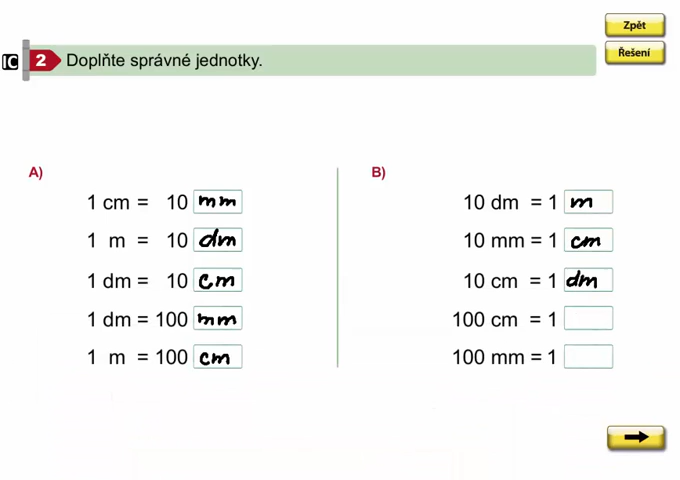 Zpět
Řešení
IC 2 Doplňte správné jednotky.
A)
1 cm = 10 mm
1 m = 10 dm
1 dm = 10 cm
1 dm = 100 mm
1 m = 100 cm
B)
10 dm = 1 m
10 mm = 1 cm
10 cm = 1 dm
100 cm = 1
100 mm = 1